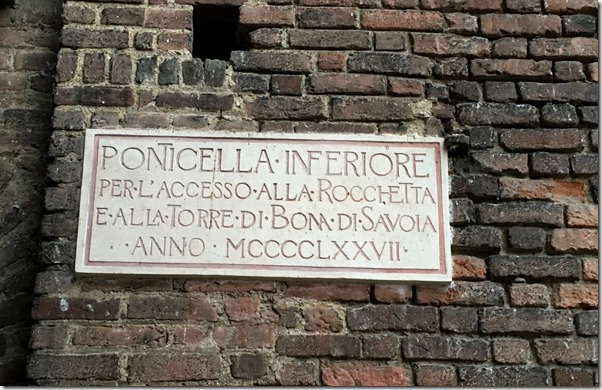 PONTICELLA · INFERIORE
PER · L'ACCESSO · ALLA · ROCCHETTA
E · ALLA · TORRE · DI · BONA · DI · SAVOIA
· ANNO · MCCCCLXXVII ·